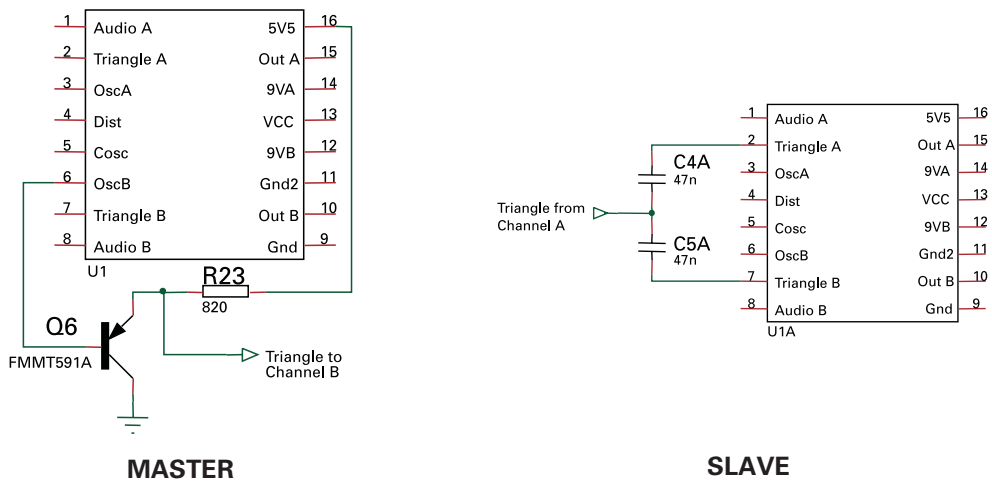 1 Audio A 5V5 16
2 Triangle A Out A 15
3 OscA 9VA 14
4 Dist VCC 13
5 Cosc 9VB 12
6 OscB Gnd2 11
7 Triangle B Out B 10
8 Audio B Gnd 9
U1
R23
820
Q6
FMMT591A
Triangle to
Channel B
MASTER
1 Audio A 5V5 16
2 Triangle A Out A 15
3 OscA 9VA 14
4 Dist VCC 13
5 Cosc 9VB 12
6 OscB Gnd2 11
7 Triangle B Out B 10
8 Audio B Gnd 9
U1A
C4A
47n
Triangle from
Channel A
C5A
47n
SLAVE